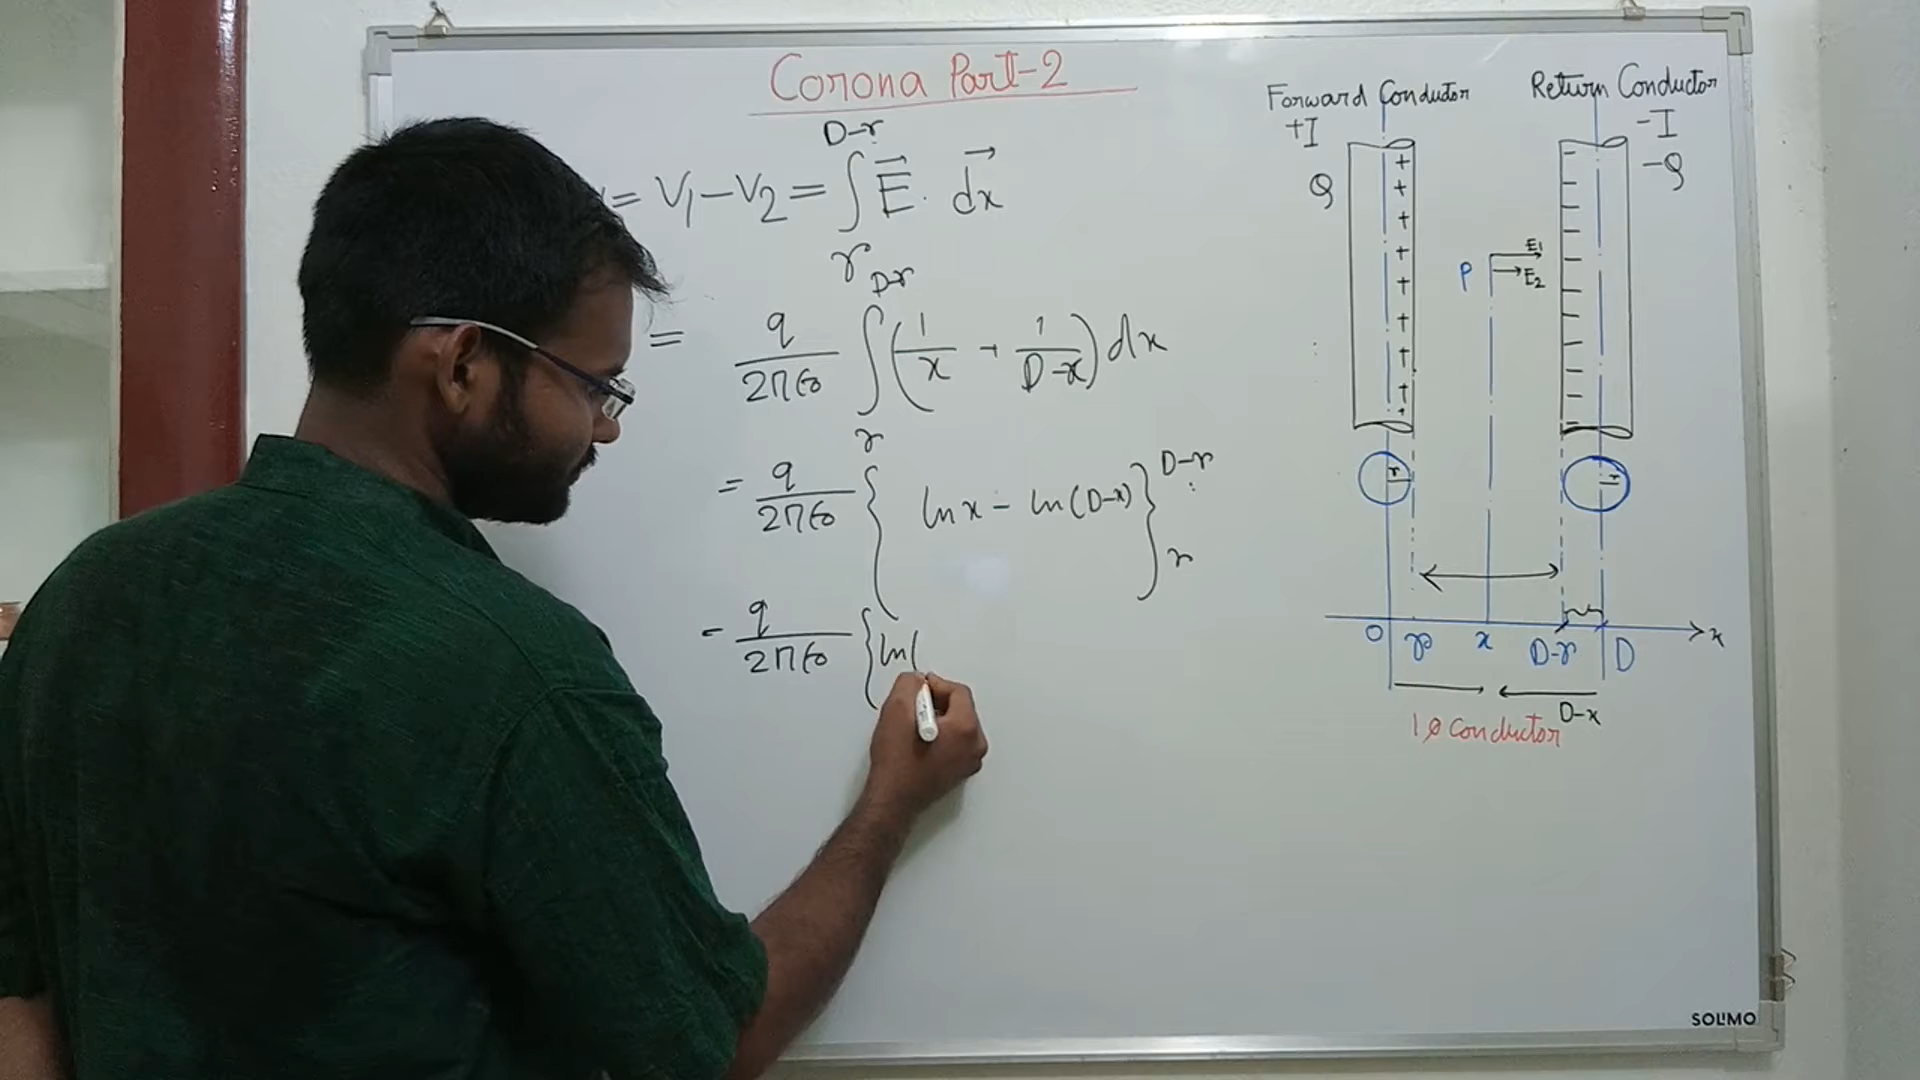 Corona Part-2
D-r
= V1-V2 = ∫ E⃗. dx⃗
r
D-r
= q/2πϵ0 ∫ (1/x + 1/D-x) dx
r
= q/2πϵ0 { ln x - ln(D-x) } D-r
r
= q/2πϵ0 { ln(
Forward Conductor
+I
Q
Return Conductor
-I
-Q
+
+
+
+
+
+
+
+
+
P
E1
E2
r
r
0 r x D-r D x
D-x
1ø Conductor
SOLIMO